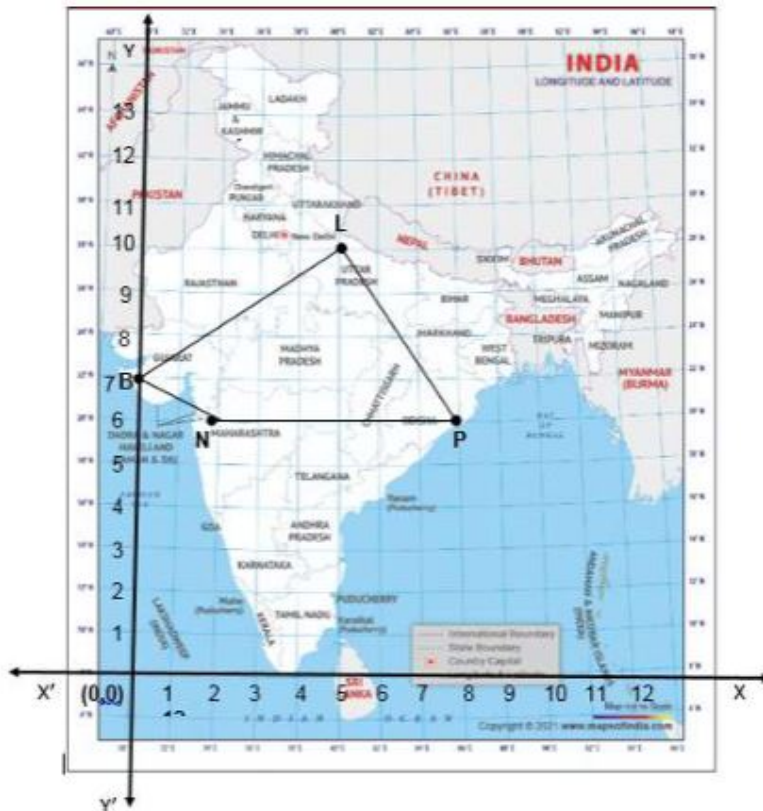 Y
N
INDIA
LONGITUDE AND LATITUDE
AFGHANISTAN
13
JAMMU
&
KASHMIR
LADAKH
12
HIMACHAL
PRADESH
CHINA
(TIBET)
PAKISTAN
Chandigarh
PUNJAB
11
UTTARAKHAND
HARYANA
L
10
DELHI
New Delhi
NEPAL
ARUNACHAL
PRADESH
SIKKIM
BHUTAN
UTTAR
PRADESH
RAJASTHAN
ASSAM
NAGALAND
9
BIHAR
MEGHALAYA
BANGLADESH
MANIPUR
8
JHARKHAND
TRIPURA
MIZORAM
GUJARAT
MADHYA
PRADESH
WEST
BENGAL
7 B
CHHATTISGARH
MYANMAR
(BURMA)
6
N
MAHARASHTRA
ODISHA
P
BAY
OF
BENGAL
DADRA & NAGAR
HAVELI AND
DAMAN & DIU
5
TELANGANA
4
Yanam
(Puducherry)
GOA
ANDHRA
PRADESH
3
KARNATAKA
2
Mahe
(Puducherry)
PUDUCHERRY
LAKSHADWEEP
(INDIA)
KERALA
TAMIL NADU
Karaikal
(Puducherry)
ANDAMAN & NICOBAR ISLANDS
(INDIA)
1
International Boundary
State Boundary
Country Capital
X' (0,0) 1 2 3 4 5 6 7 8 9 10 11 12 X
SRI
LANKA
Map not to Scale
INDIAN OCEAN
Copyright © 2021 www.mapsofindia.com
Y'